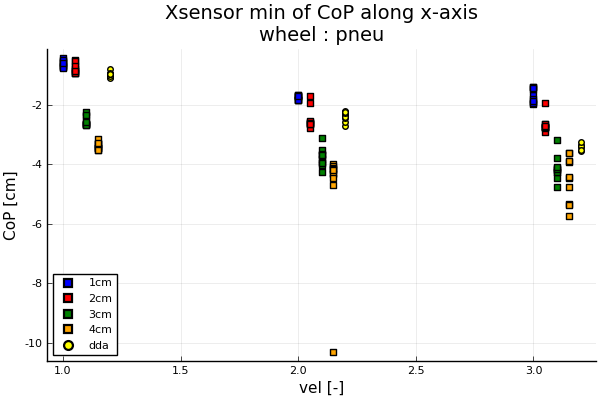 Xsensor min of CoP along x-axis
wheel : pneu
CoP [cm]
-2
-4
-6
-8
-10
1cm
2cm
3cm
4cm
dda
1.0 1.5 2.0 2.5 3.0
vel [-]